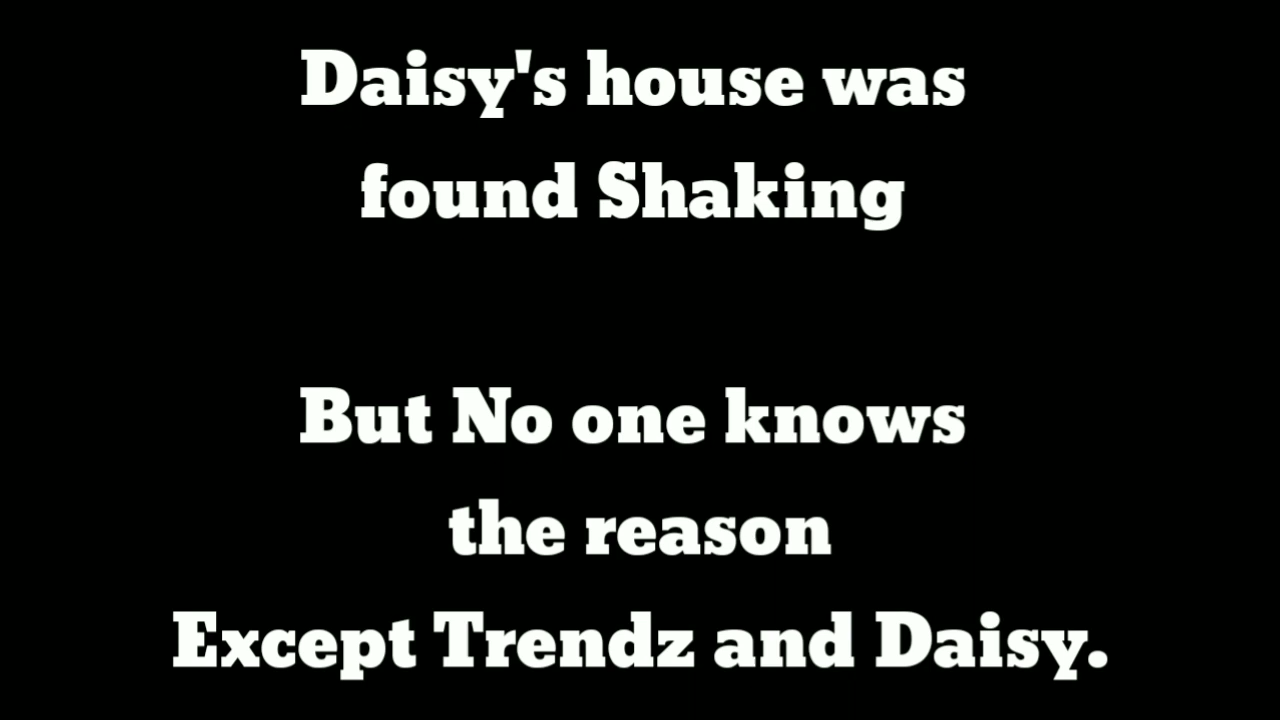 Daisy's house was
found Shaking
But No one knows
the reason
Except Trendz and Daisy.